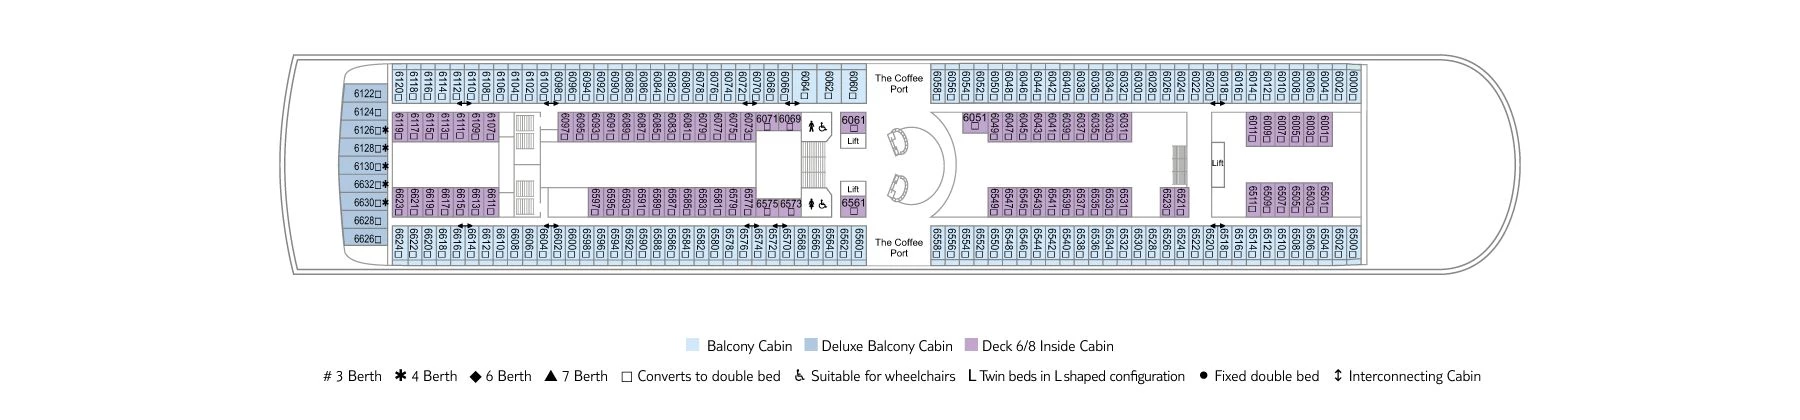 6120□ 6118□ 6116□ 6114□ 6112□ 6110□ 6108□ 6106□ 6104□ 6102□ 6100□ 6098□ 6096□ 6094□ 6092□ 6090□ 6088□ 6086□ 6084□ 6082□ 6080□ 6078□ 6076□ 6074□ 6072□ 6070□ 6068□ 6066□ 6064□ 6062□ 6060□
The Coffee
Port
6058□ 6056□ 6054□ 6052□ 6050□ 6048□ 6046□ 6044□ 6042□ 6040□ 6038□ 6036□ 6034□ 6032□ 6030□ 6028□ 6026□ 6024□ 6022□ 6020□ 6018□ 6016□ 6014□ 6012□ 6010□ 6008□ 6006□ 6004□ 6002□ 6000□
6122□
6124□
6126□✱
6128□✱
6130□✱
6632□✱
6630□✱
6628□
6626□
6119□ 6117□ 6115□ 6113□ 6111□ 6109□ 6107□
6097□ 6095□ 6093□ 6091□ 6089□ 6087□ 6085□ 6083□ 6081□ 6079□ 6077□ 6075□ 6073□ 6071□ 6069□
6061□
Lift
6051□ 6049□ 6047□ 6045□ 6043□ 6041□ 6039□ 6037□ 6035□ 6033□ 6031□
6011□ 6009□ 6007□ 6005□ 6003□ 6001□
Lift
6623□ 6621□ 6619□ 6617□ 6615□ 6613□ 6611□
6597□ 6595□ 6593□ 6591□ 6589□ 6587□ 6585□ 6583□ 6581□ 6579□ 6577□ 6575□ 6573□
Lift
6561□
6549□ 6547□ 6545□ 6543□ 6541□ 6539□ 6537□ 6535□ 6533□ 6531□
6523□ 6521□
6511□ 6509□ 6507□ 6505□ 6503□ 6501□
6624□ 6622□ 6620□ 6618□ 6616□ 6614□ 6612□ 6610□ 6608□ 6606□ 6604□ 6602□ 6600□ 6598□ 6596□ 6594□ 6592□ 6590□ 6588□ 6586□ 6584□ 6582□ 6580□ 6578□ 6576□ 6574□ 6572□ 6570□ 6568□ 6566□ 6564□ 6562□ 6560□
The Coffee
Port
6558□ 6556□ 6554□ 6552□ 6550□ 6548□ 6546□ 6544□ 6542□ 6540□ 6538□ 6536□ 6534□ 6532□ 6530□ 6528□ 6526□ 6524□ 6522□ 6520□ 6518□ 6516□ 6514□ 6512□ 6510□ 6508□ 6506□ 6504□ 6502□ 6500□
Balcony Cabin Deluxe Balcony Cabin Deck 6/8 Inside Cabin
# 3 Berth ✱ 4 Berth ◆ 6 Berth ▲ 7 Berth □ Converts to double bed ♿ Suitable for wheelchairs L Twin beds in L shaped configuration ● Fixed double bed ↕ Interconnecting Cabin